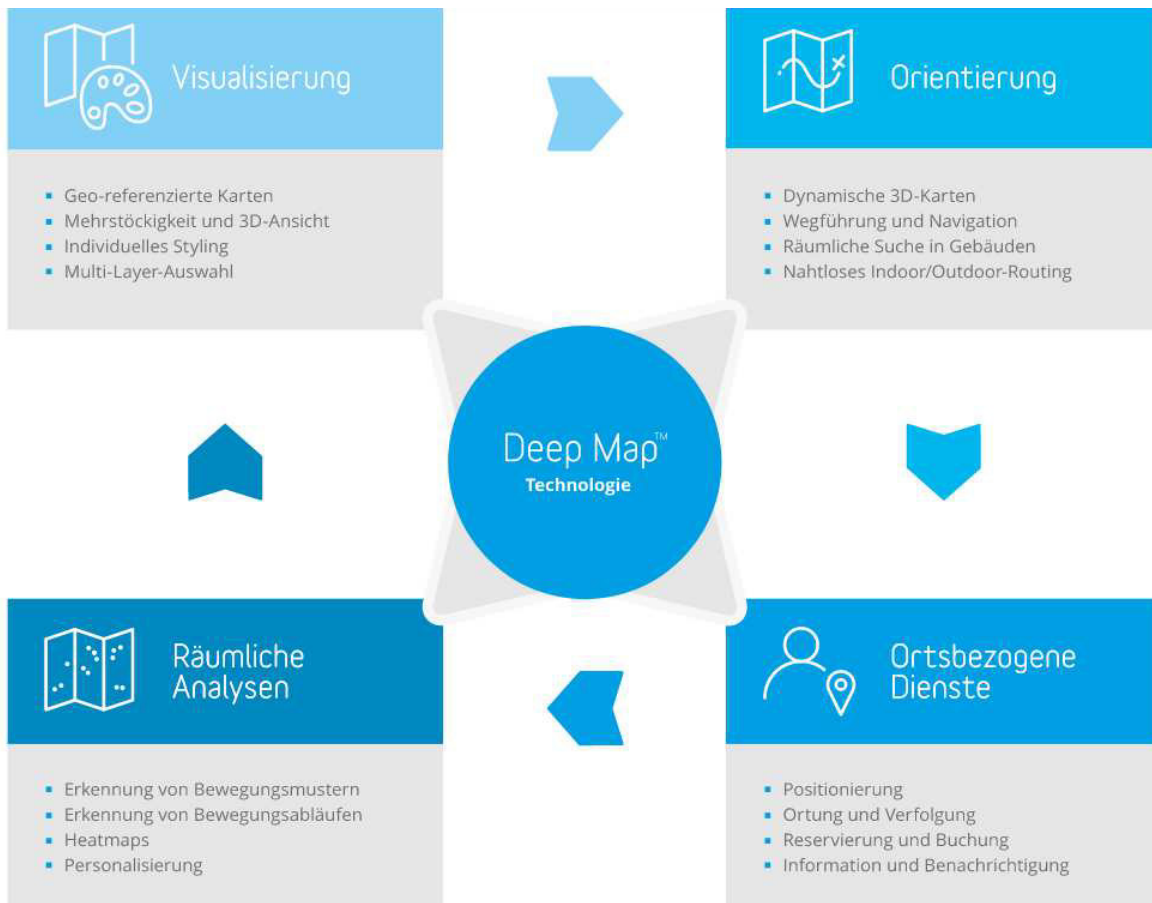 Visualisierung
▪ Geo-referenzierte Karten
▪ Mehrstöckigkeit und 3D-Ansicht
▪ Individuelles Styling
▪ Multi-Layer-Auswahl
Orientierung
▪ Dynamische 3D-Karten
▪ Wegführung und Navigation
▪ Räumliche Suche in Gebäuden
▪ Nahtloses Indoor/Outdoor-Routing
Deep Map™
Technologie
Räumliche
Analysen
▪ Erkennung von Bewegungsmustern
▪ Erkennung von Bewegungsabläufen
▪ Heatmaps
▪ Personalisierung
Ortsbezogene
Dienste
▪ Positionierung
▪ Ortung und Verfolgung
▪ Reservierung und Buchung
▪ Information und Benachrichtigung